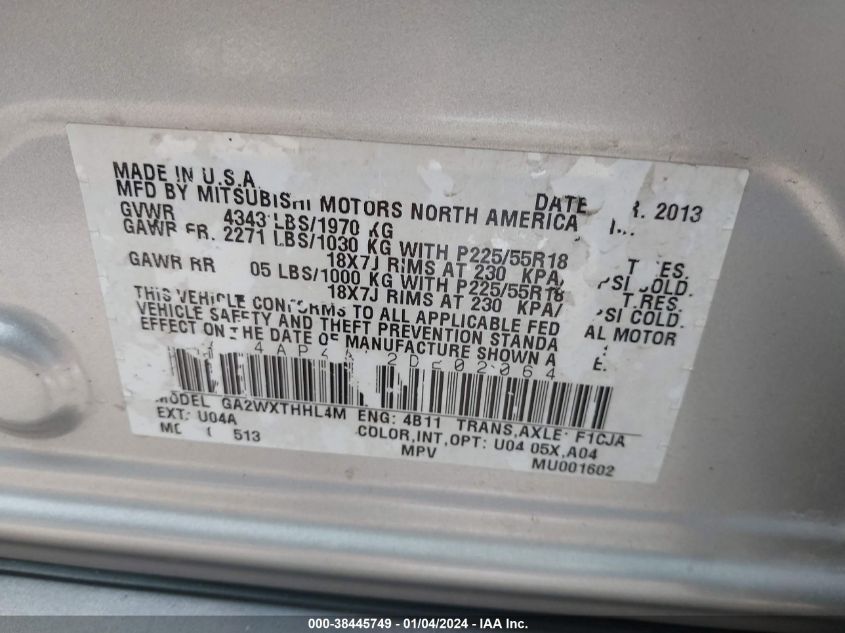 MADE IN U.S.A.
MFD BY MITSUBISHI MOTORS NORTH AMERICA
DATE 2013
GVWR 4343 LBS/1970 KG
GAWR FR. 2271 LBS/1030 KG WITH P225/55R18
18X7J RIMS AT 230 KPA/ PSI COLD.
GAWR RR 05 LBS/1000 KG WITH P225/55R18
18X7J RIMS AT 230 KPA/ PSI COLD.
THIS VEHICLE CONFORMS TO ALL APPLICABLE FED AL MOTOR
VEHICLE SAFETY AND THEFT PREVENTION STANDA
EFFECT ON THE DATE OF MANUFACTURE SHOWN A E.
MODEL GA2WXTHHL4M ENG: 4B11 TRANS,AXLE: F1CJA
EXT: U04A COLOR,INT,OPT: U04 05X,A04
513 MPV MU001602
000-38445749 - 01/04/2024 - IAA Inc.